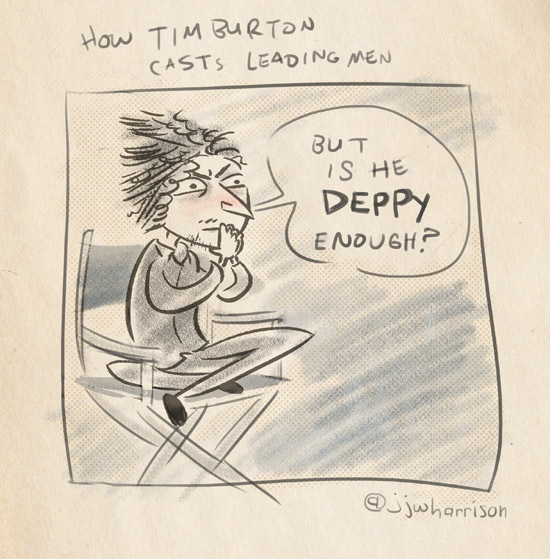 How TIM BURTON
CASTS LEADING MEN
BUT
IS HE
DEPPY
ENOUGH?
@jjwharrison